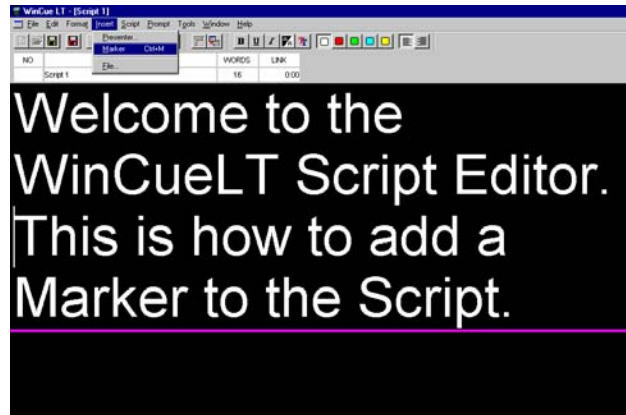 WinCue LT - [Script 1]
File Edit Format Insert Script Prompt Tools Window Help
Presenter...
Marker Ctrl+M
File...
B U I
NO WORDS LINK
Script 1 16 0:00
Welcome to the
WinCueLT Script Editor.
This is how to add a
Marker to the Script.